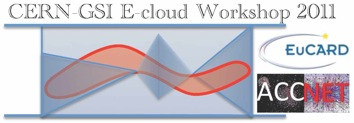 CERN-GSI E-cloud Workshop 2011
EuCARD
ACCNET